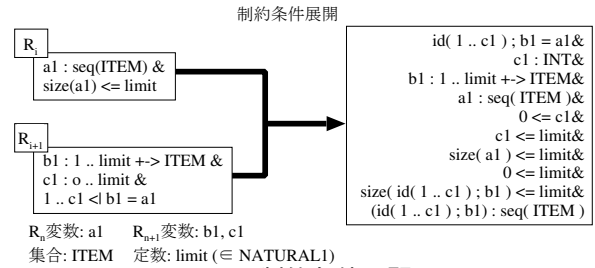 制約条件展開
R_i
a1 : seq(ITEM) &
size(a1) <= limit
R_{i+1}
b1 : 1 .. limit +-> ITEM &
c1 : o .. limit &
1 .. c1 <| b1 = a1
id( 1 .. c1 ) ; b1 = a1&
c1 : INT&
b1 : 1 .. limit +-> ITEM&
a1 : seq( ITEM )&
0 <= c1&
c1 <= limit&
size( a1 ) <= limit&
0 <= limit&
size( id( 1 .. c1 ) ; b1 ) <= limit&
(id( 1 .. c1 ) ; b1) : seq( ITEM )
R_n変数: a1 R_{n+1}変数: b1, c1
集合: ITEM 定数: limit (∈ NATURAL1)